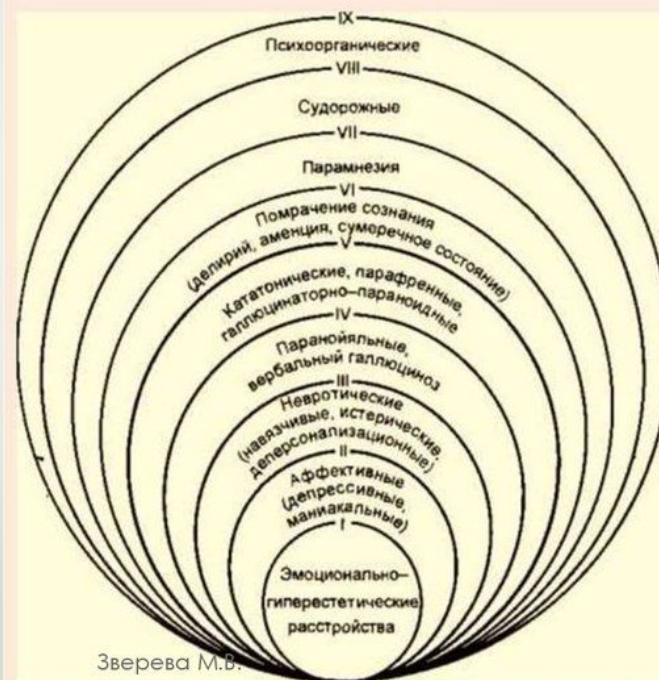 IX
Психоорганические
VIII
Судорожные
VII
Парамнезия
VI
Помрачение сознания
(делирий, аменция, сумеречное состояние)
V
Кататонические, парафренные,
галлюцинаторно–параноидные
IV
Паранойяльные,
вербальный галлюциноз
III
Невротические
(навязчивые, истерические,
деперсонализационные)
II
Аффективные
(депрессивные,
маниакальные)
I
Эмоционально–
гиперестетические
расстройства
Зверева М.В.